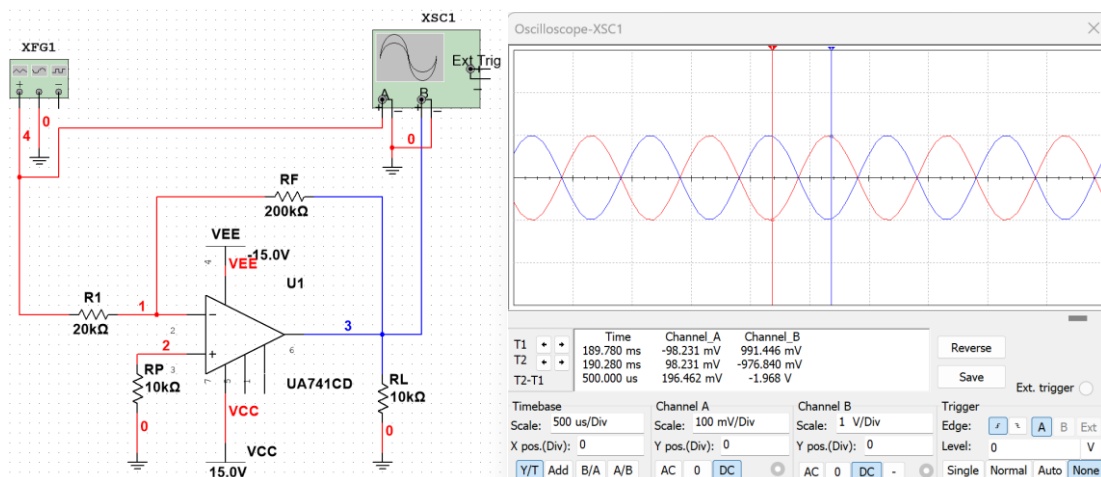 XFG1
XSC1
Ext Trig
A
B
4
0
0
RF
200kΩ
VEE
-15.0V
4
VEE
U1
R1
20kΩ
1
2
3
6
2
3
RP
10kΩ
7
5
1
UA741CD
RL
10kΩ
0
0
VCC
VCC
15.0V
Oscilloscope-XSC1
Time Channel_A Channel_B
T1 189.780 ms -98.231 mV 991.446 mV
T2 190.280 ms 98.231 mV -976.840 mV
T2-T1 500.000 us 196.462 mV -1.968 V
Reverse
Save
Ext. trigger
Timebase
Scale: 500 us/Div
X pos.(Div): 0
Y/T Add B/A A/B
Channel A
Scale: 100 mV/Div
Y pos.(Div): 0
AC 0 DC
Channel B
Scale: 1 V/Div
Y pos.(Div): 0
AC 0 DC -
Trigger
Edge: A B Ext
Level: 0 V
Single Normal Auto None